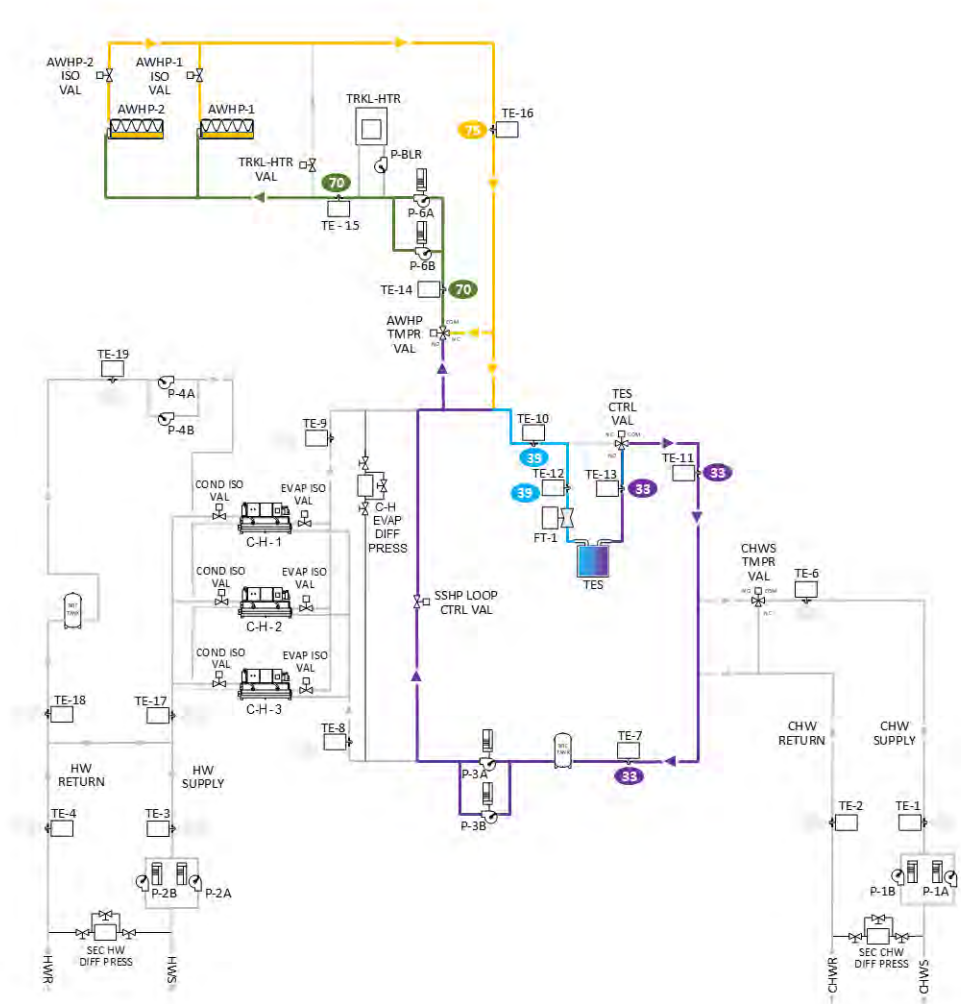 AWHP-2
ISO
VAL
AWHP-1
ISO
VAL
AWHP-2
AWHP-1
TRKL-HTR
P-BLR
TRKL-HTR
VAL
70
TE - 15
P-6A
P-6B
TE-14
70
75
TE-16
AWHP
TMPR
VAL
COM
NO
NC
TE-19
P-4A
P-4B
TE-9
TE-10
39
TES
CTRL
VAL
NC
COM
NO
TE-11
33
TE-12
39
TE-13
33
FT-1
TES
COND ISO
VAL
EVAP ISO
VAL
C-H-1
C-H
EVAP
DIFF
PRESS
COND ISO
VAL
EVAP ISO
VAL
C-H-2
COND ISO
VAL
EVAP ISO
VAL
C-H-3
SSHP LOOP
CTRL VAL
CHWS
TMPR
VAL
NO
COM
NC
TE-6
TE-18
TE-17
TE-8
HW
RETURN
HW
SUPPLY
P-3A
P-3B
TE-7
33
CHW
RETURN
CHW
SUPPLY
TE-4
TE-3
TE-2
TE-1
P-2B
P-2A
P-1B
P-1A
SEC HW
DIFF PRESS
SEC CHW
DIFF PRESS
HWR
HWS
CHWR
CHWS